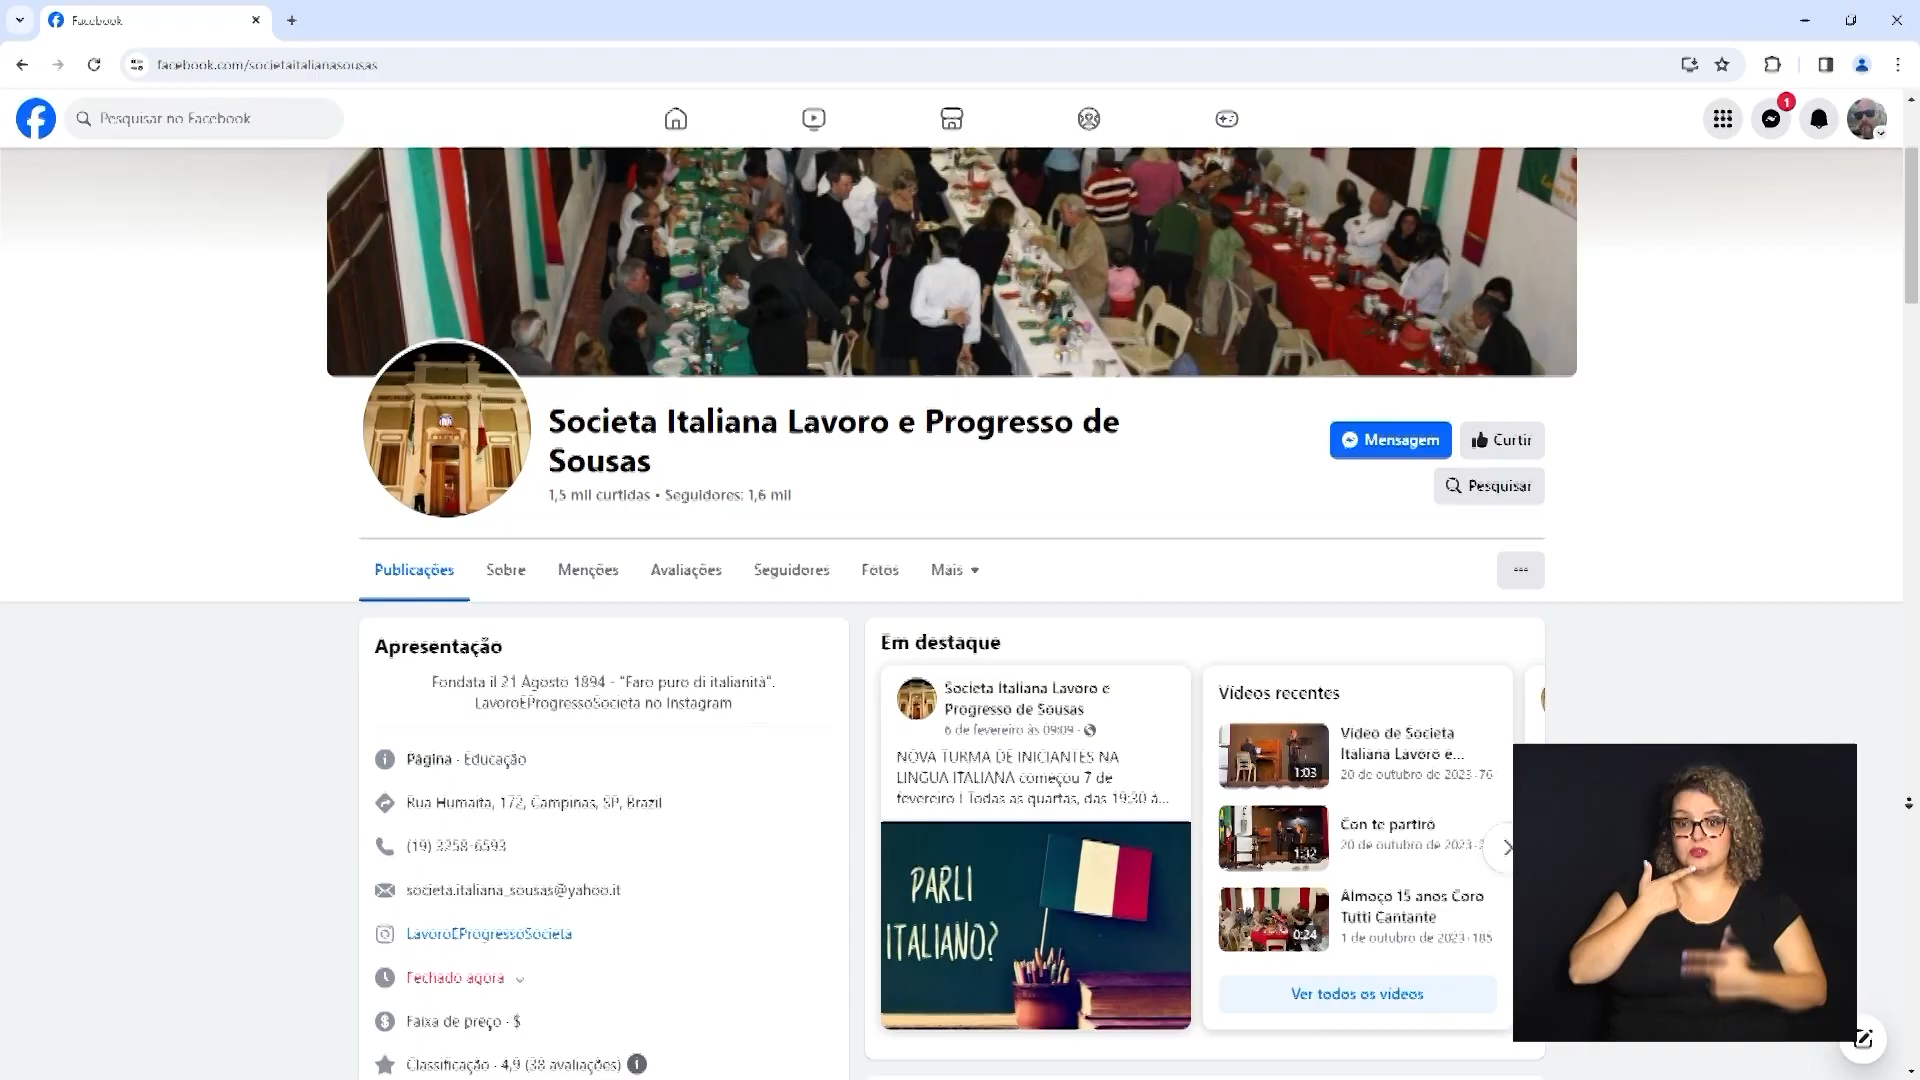 Facebook
facebook.com/societaitalianasousas
Pesquisar no Facebook
1
Societa Italiana Lavoro e Progresso de
Sousas
1,5 mil curtidas • Seguidores: 1,6 mil
Mensagem
Curtir
Pesquisar
Publicações
Sobre
Menções
Avaliações
Seguidores
Fotos
Mais
Apresentação
Fondata il 21 Agosto 1894 - "Faro puro di italianità".
LavoroEProgressoSocieta no Instagram
Página · Educação
Rua Humaita, 172, Campinas, SP, Brazil
(19) 3258-6593
societa.italiana_sousas@yahoo.it
LavoroEProgressoSocieta
Fechado agora
Faixa de preço · $
Classificação · 4,9 (38 avaliações)
Em destaque
Societa Italiana Lavoro e
Progresso de Sousas
6 de fevereiro às 09:09 ·
NOVA TURMA DE INICIANTES NA
LINGUA ITALIANA começou 7 de
fevereiro ! Todas as quartas, das 19:30 à...
PARLI
ITALIANO?
Vídeos recentes
1:03
Vídeo de Societa
Italiana Lavoro e...
20 de outubro de 2023 · 76
1:32
Con te partirò
20 de outubro de 2023 ·
0:24
Almoço 15 anos Coro
Tutti Cantante
1 de outubro de 2023 · 185
Ver todos os vídeos